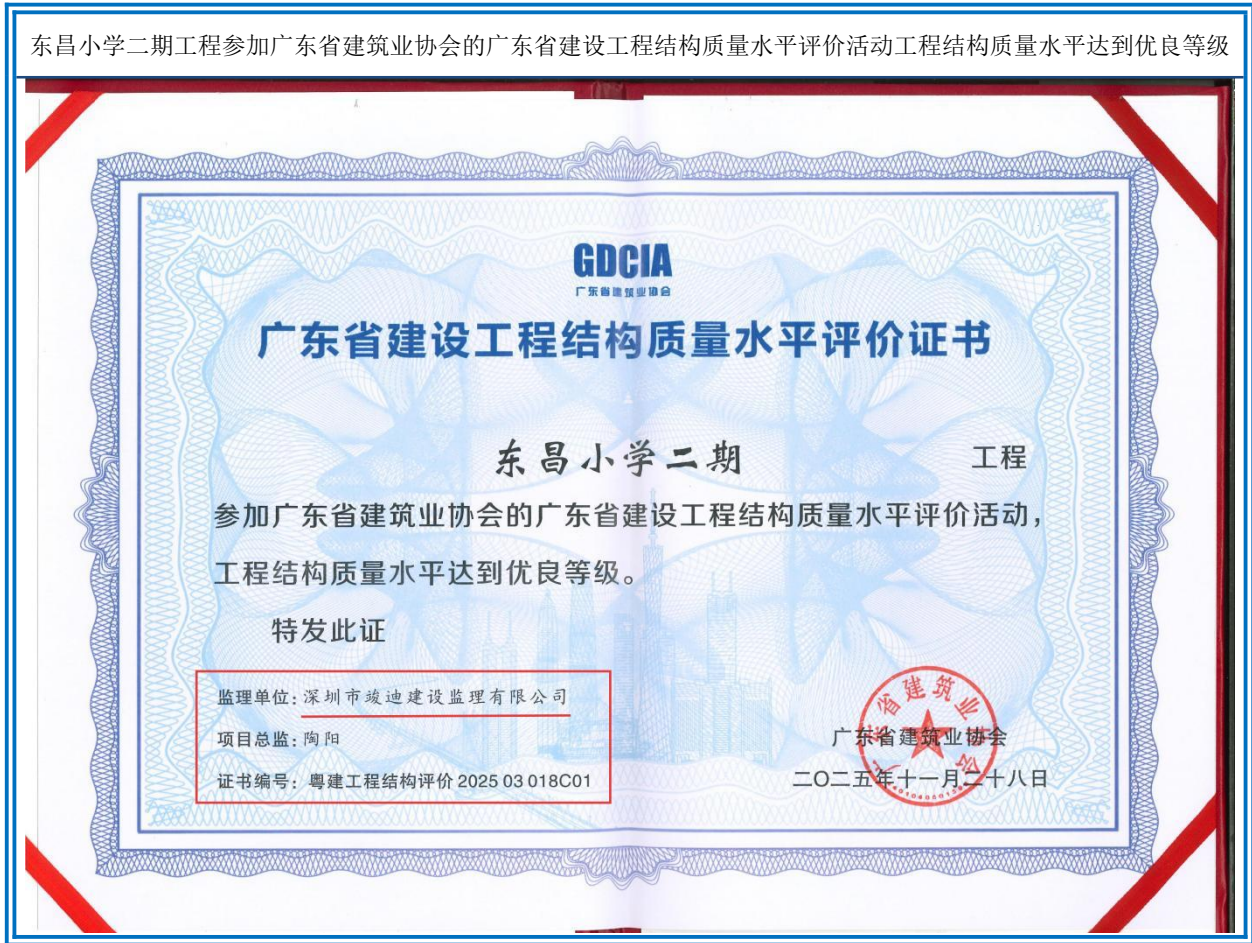 东昌小学二期工程参加广东省建筑业协会的广东省建设工程结构质量水平评价活动工程结构质量水平达到优良等级
GDCIA
广东省建筑业协会
广东省建设工程结构质量水平评价证书
东昌小学二期 工程
参加广东省建筑业协会的广东省建设工程结构质量水平评价活动，
工程结构质量水平达到优良等级。
特发此证
监理单位：深圳市竣迪建设监理有限公司
项目总监：陶阳
证书编号：粤建工程结构评价 2025 03 018C01
广东省建筑业协会
二〇二五年十一月二十八日
广东省建筑业协会